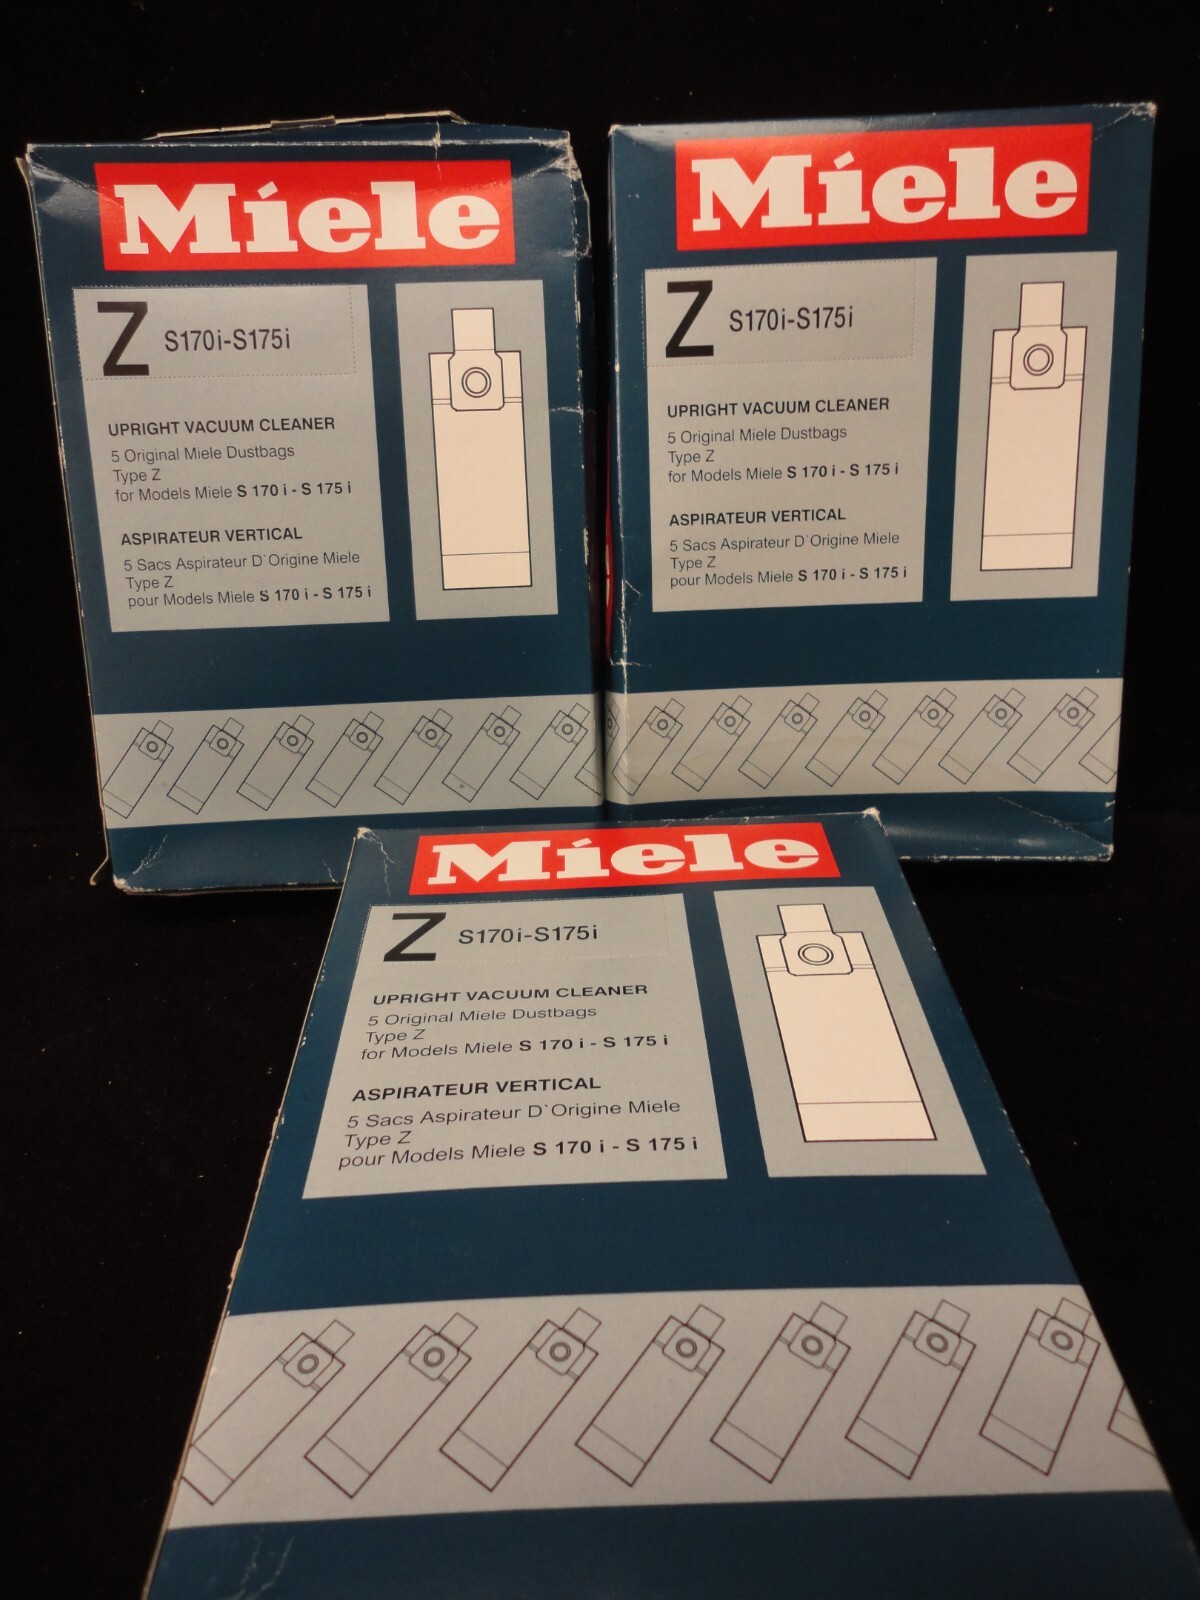 Miele
Z S170i-S175i
UPRIGHT VACUUM CLEANER
5 Original Miele Dustbags
Type Z
for Models Miele S 170 i - S 175 i
ASPIRATEUR VERTICAL
5 Sacs Aspirateur D`Origine Miele
Type Z
pour Models Miele S 170 i - S 175 i
Miele
Z S170i-S175i
UPRIGHT VACUUM CLEANER
5 Original Miele Dustbags
Type Z
for Models Miele S 170 i - S 175 i
ASPIRATEUR VERTICAL
5 Sacs Aspirateur D`Origine Miele
Type Z
pour Models Miele S 170 i - S 175 i
Miele
Z S170i-S175i
UPRIGHT VACUUM CLEANER
5 Original Miele Dustbags
Type Z
for Models Miele S 170 i - S 175 i
ASPIRATEUR VERTICAL
5 Sacs Aspirateur D`Origine Miele
Type Z
pour Models Miele S 170 i - S 175 i